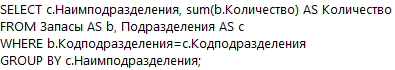 SELECT c.Наимподразделения, sum(b.Количество) AS Количество
FROM Запасы AS b, Подразделения AS c
WHERE b.Кодподразделения=c.Кодподразделения
GROUP BY c.Наимподразделения;